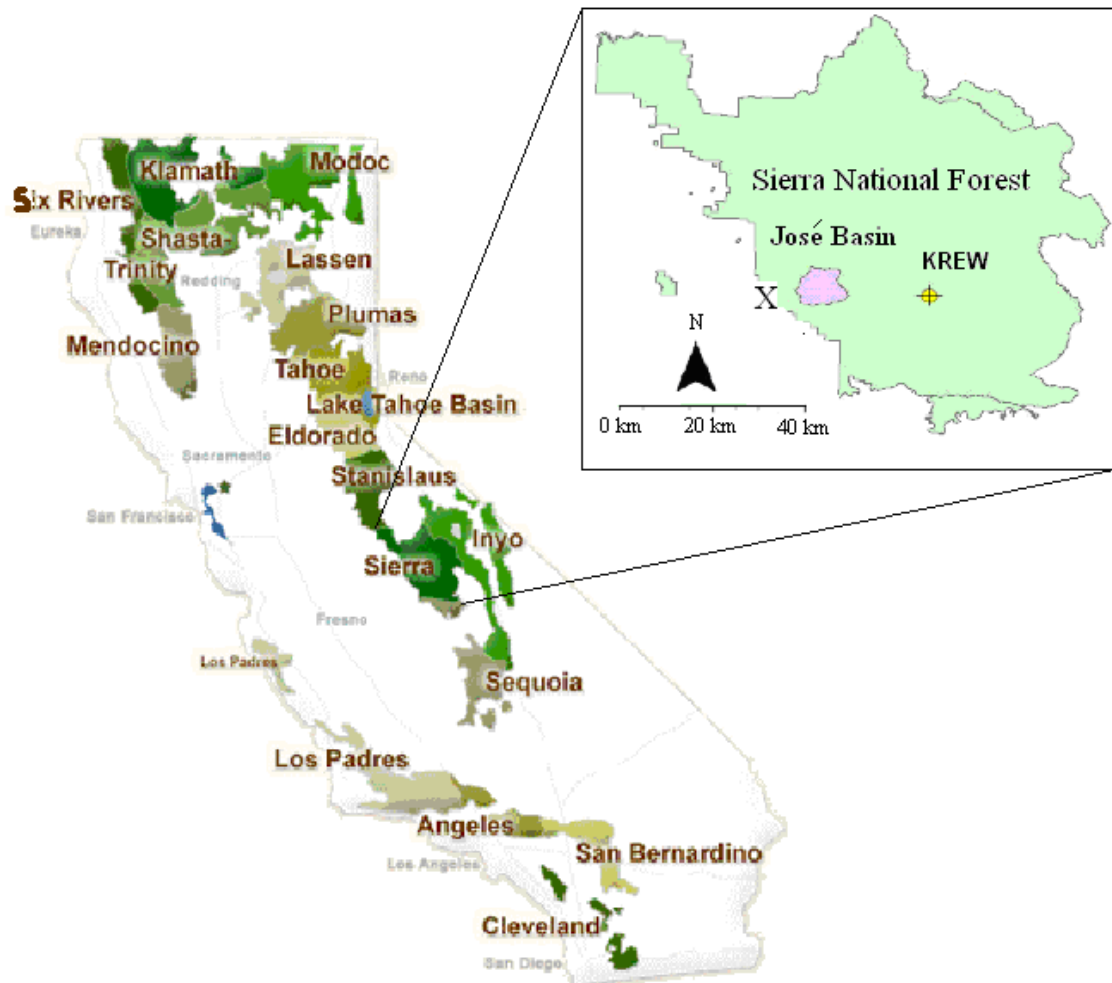 Sierra National Forest
José Basin
KREW
X
N
0 km 20 km 40 km
Klamath
Modoc
Six Rivers
Eureka
Shasta-
Trinity
Redding
Lassen
Plumas
Mendocino
Tahoe
Reno
Lake Tahoe Basin
Eldorado
Sacramento
Stanislaus
San Francisco
Inyo
Sierra
Fresno
Los Padres
Sequoia
Los Padres
Angeles
San Bernardino
Los Angeles
Cleveland
San Diego